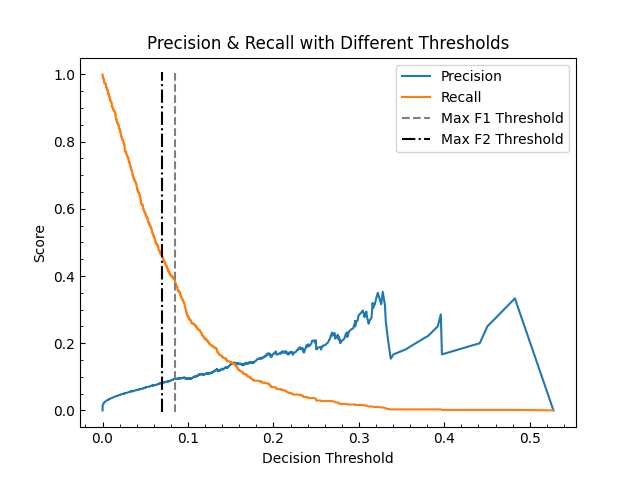 Precision & Recall with Different Thresholds
Precision
Recall
Max F1 Threshold
Max F2 Threshold
1.0
0.8
0.6
0.4
0.2
0.0
Score
0.0
0.1
0.2
0.3
0.4
0.5
Decision Threshold